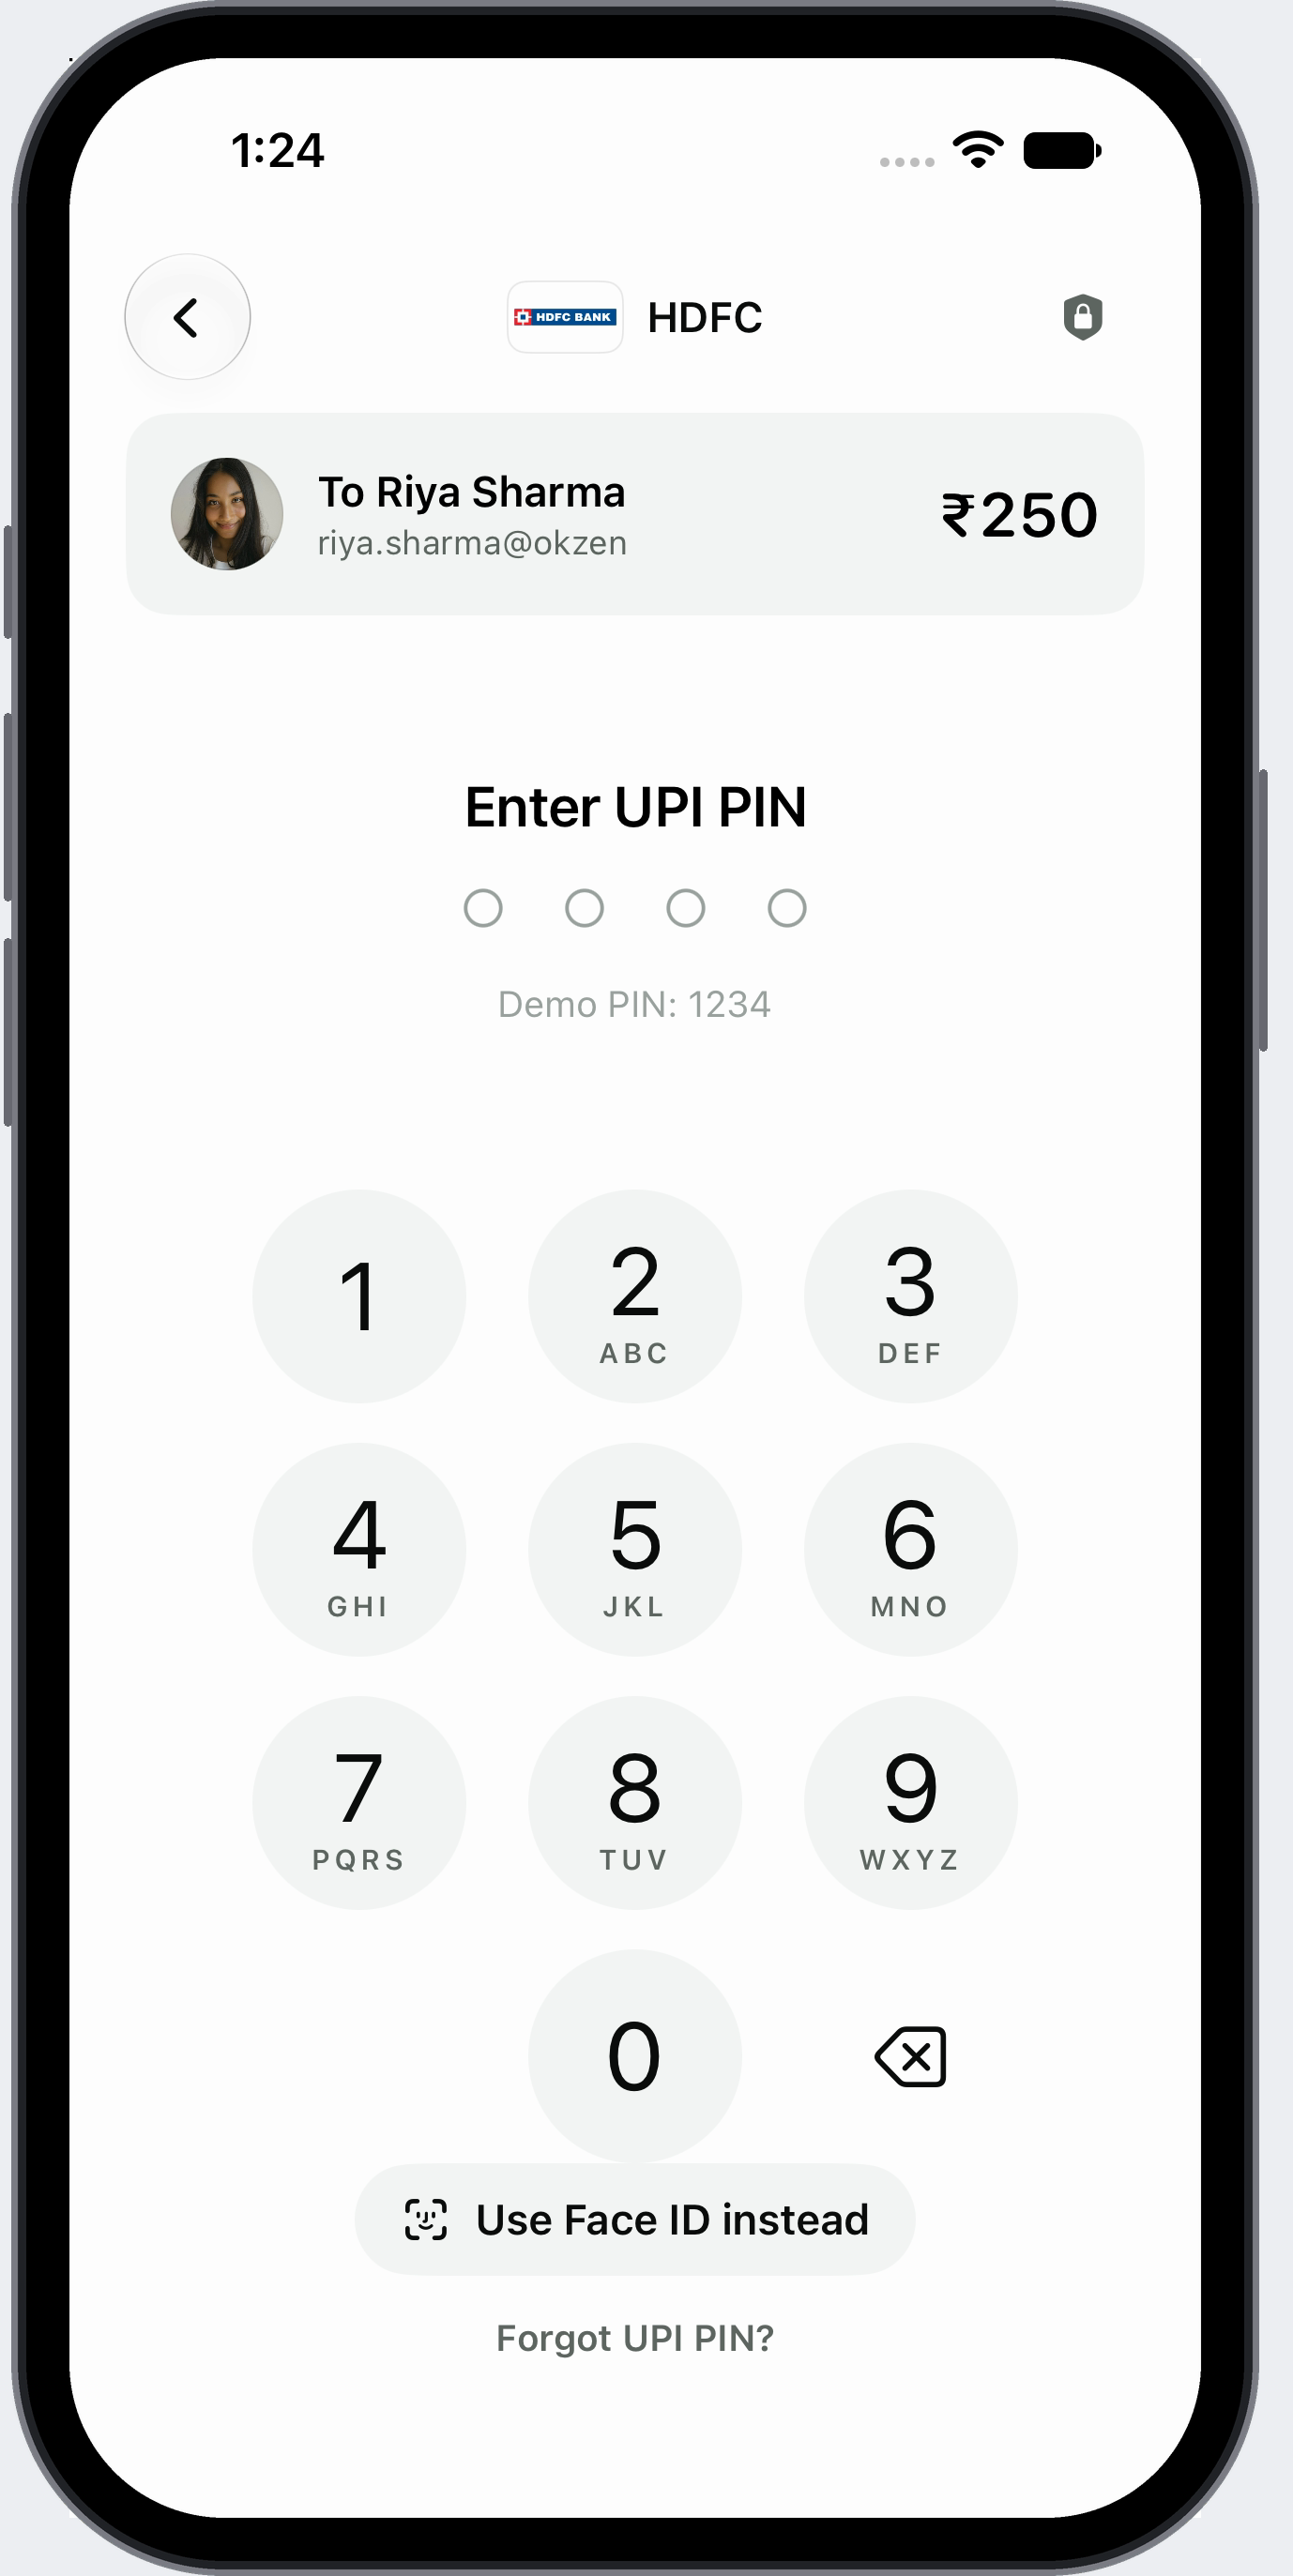 1:24
HDFC BANK HDFC
To Riya Sharma
riya.sharma@okzen
₹250
Enter UPI PIN
Demo PIN: 1234
1 2 3
ABC DEF
4 5 6
GHI JKL MNO
7 8 9
PQRS TUV WXYZ
0
Use Face ID instead
Forgot UPI PIN?